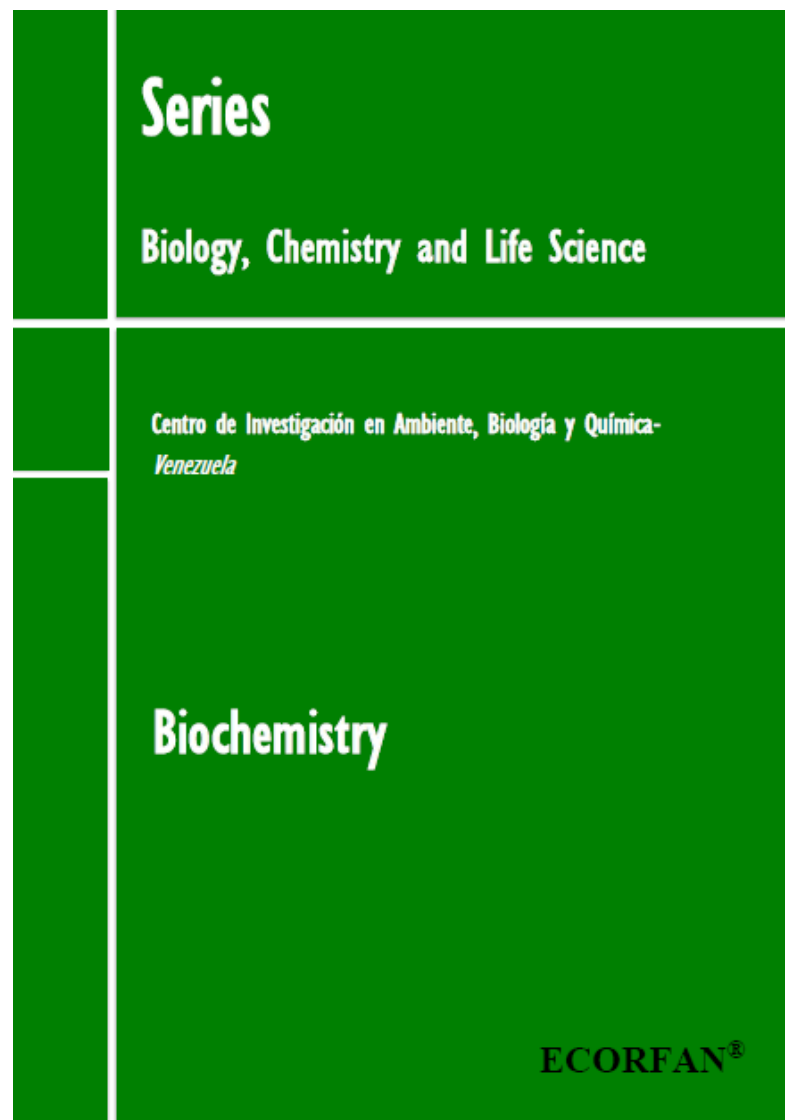 Series
Biology, Chemistry and Life Science
Centro de Investigación en Ambiente, Biología y Química-
Venezuela
Biochemistry
ECORFAN®